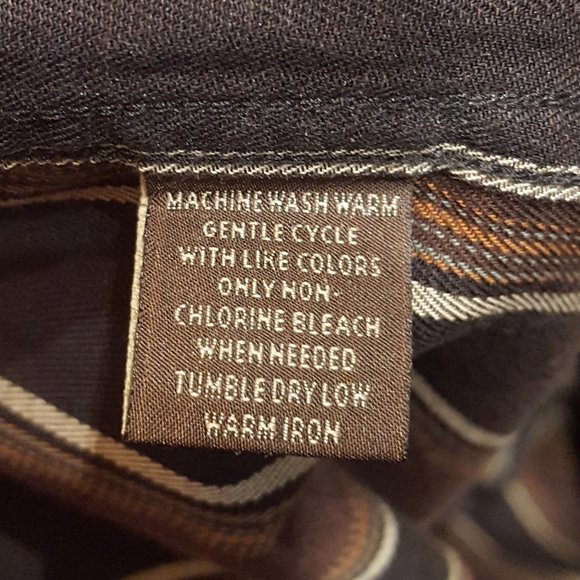 MACHINE WASH WARM
GENTLE CYCLE
WITH LIKE COLORS
ONLY NON-
CHLORINE BLEACH
WHEN NEEDED
TUMBLE DRY LOW
WARM IRON